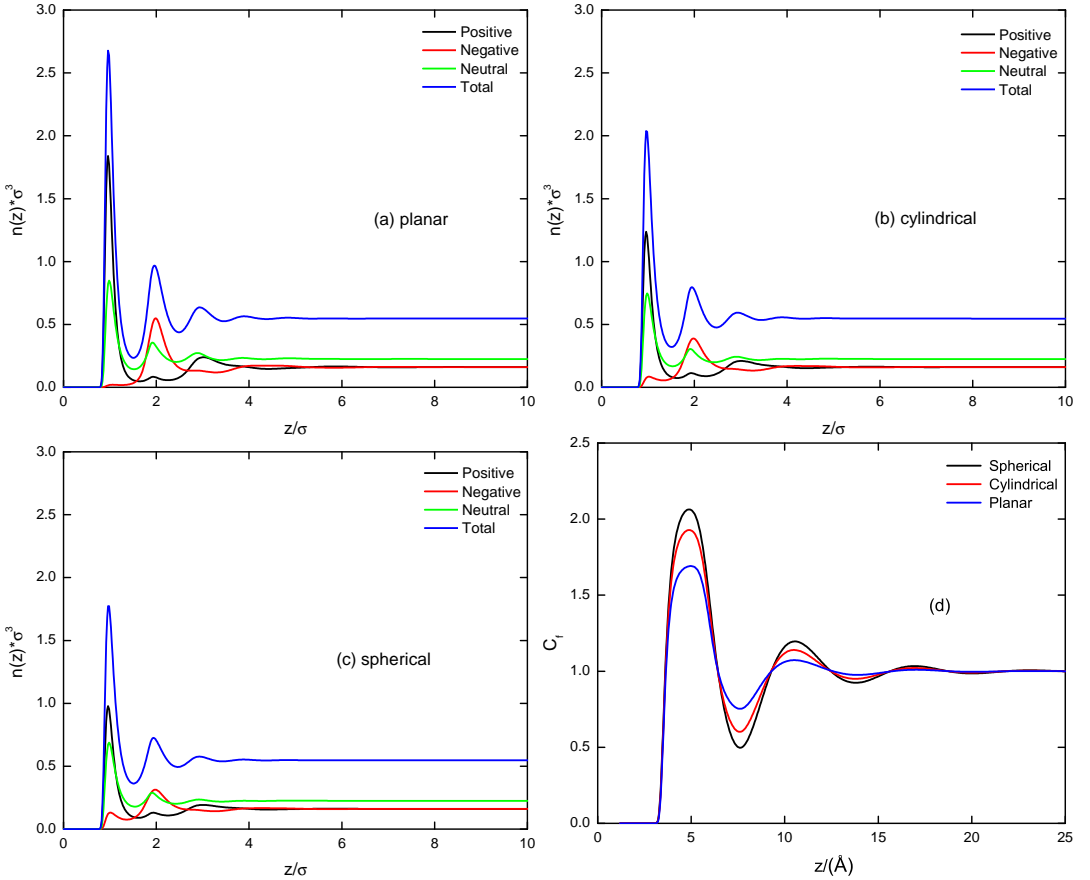 3.0
2.5
2.0
1.5
1.0
0.5
0.0
n(z)*σ³
Positive
Negative
Neutral
Total
(a) planar
0 2 4 6 8 10
z/σ
3.0
2.5
2.0
1.5
1.0
0.5
0.0
n(z)*σ³
Positive
Negative
Neutral
Total
(b) cylindrical
0 2 4 6 8 10
z/σ
3.0
2.5
2.0
1.5
1.0
0.5
0.0
n(z)*σ³
Positive
Negative
Neutral
Total
(c) spherical
0 2 4 6 8 10
z/σ
2.5
2.0
1.5
1.0
0.5
0.0
C_f
Spherical
Cylindrical
Planar
(d)
0 5 10 15 20 25
z/(Å)